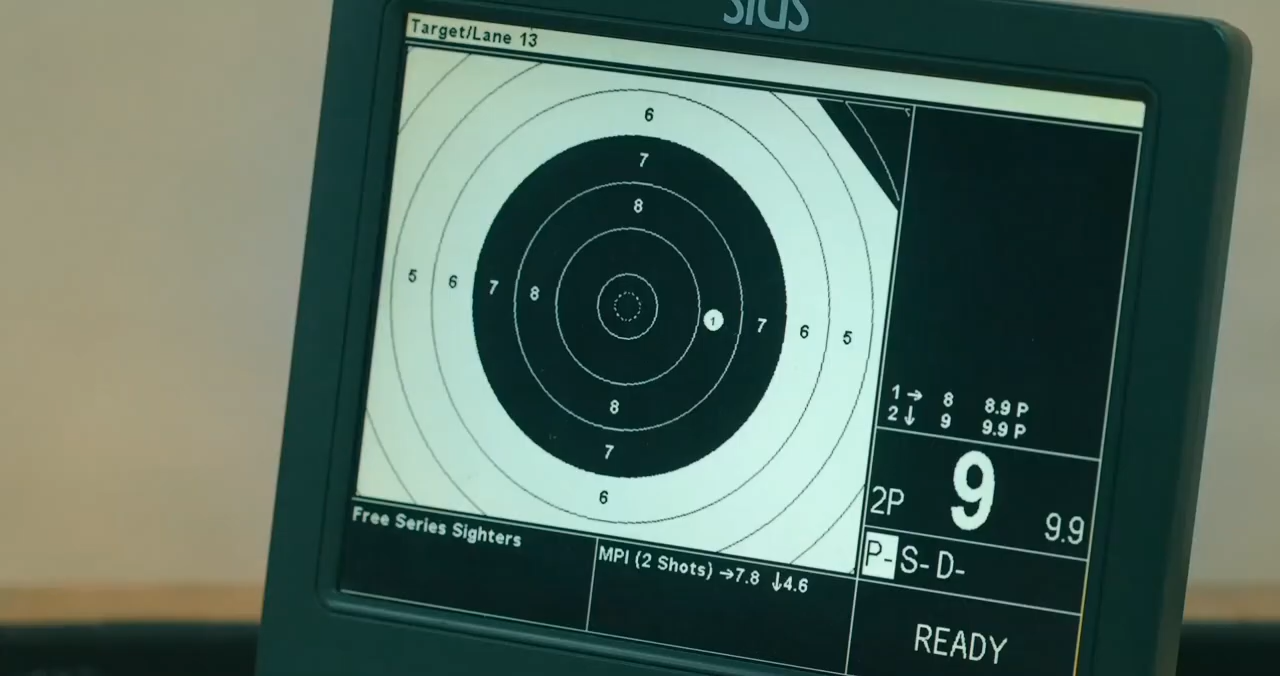 SIUS
Target/Lane 13
6
7
8
5 6 7 8 1 7 6 5
8
7
6
1 → 8 8.9 P
2 ↓ 9 9.9 P
2P 9 9.9
P- S- D-
Free Series Sighters
MPI (2 Shots) →7.8 ↓4.6
READY